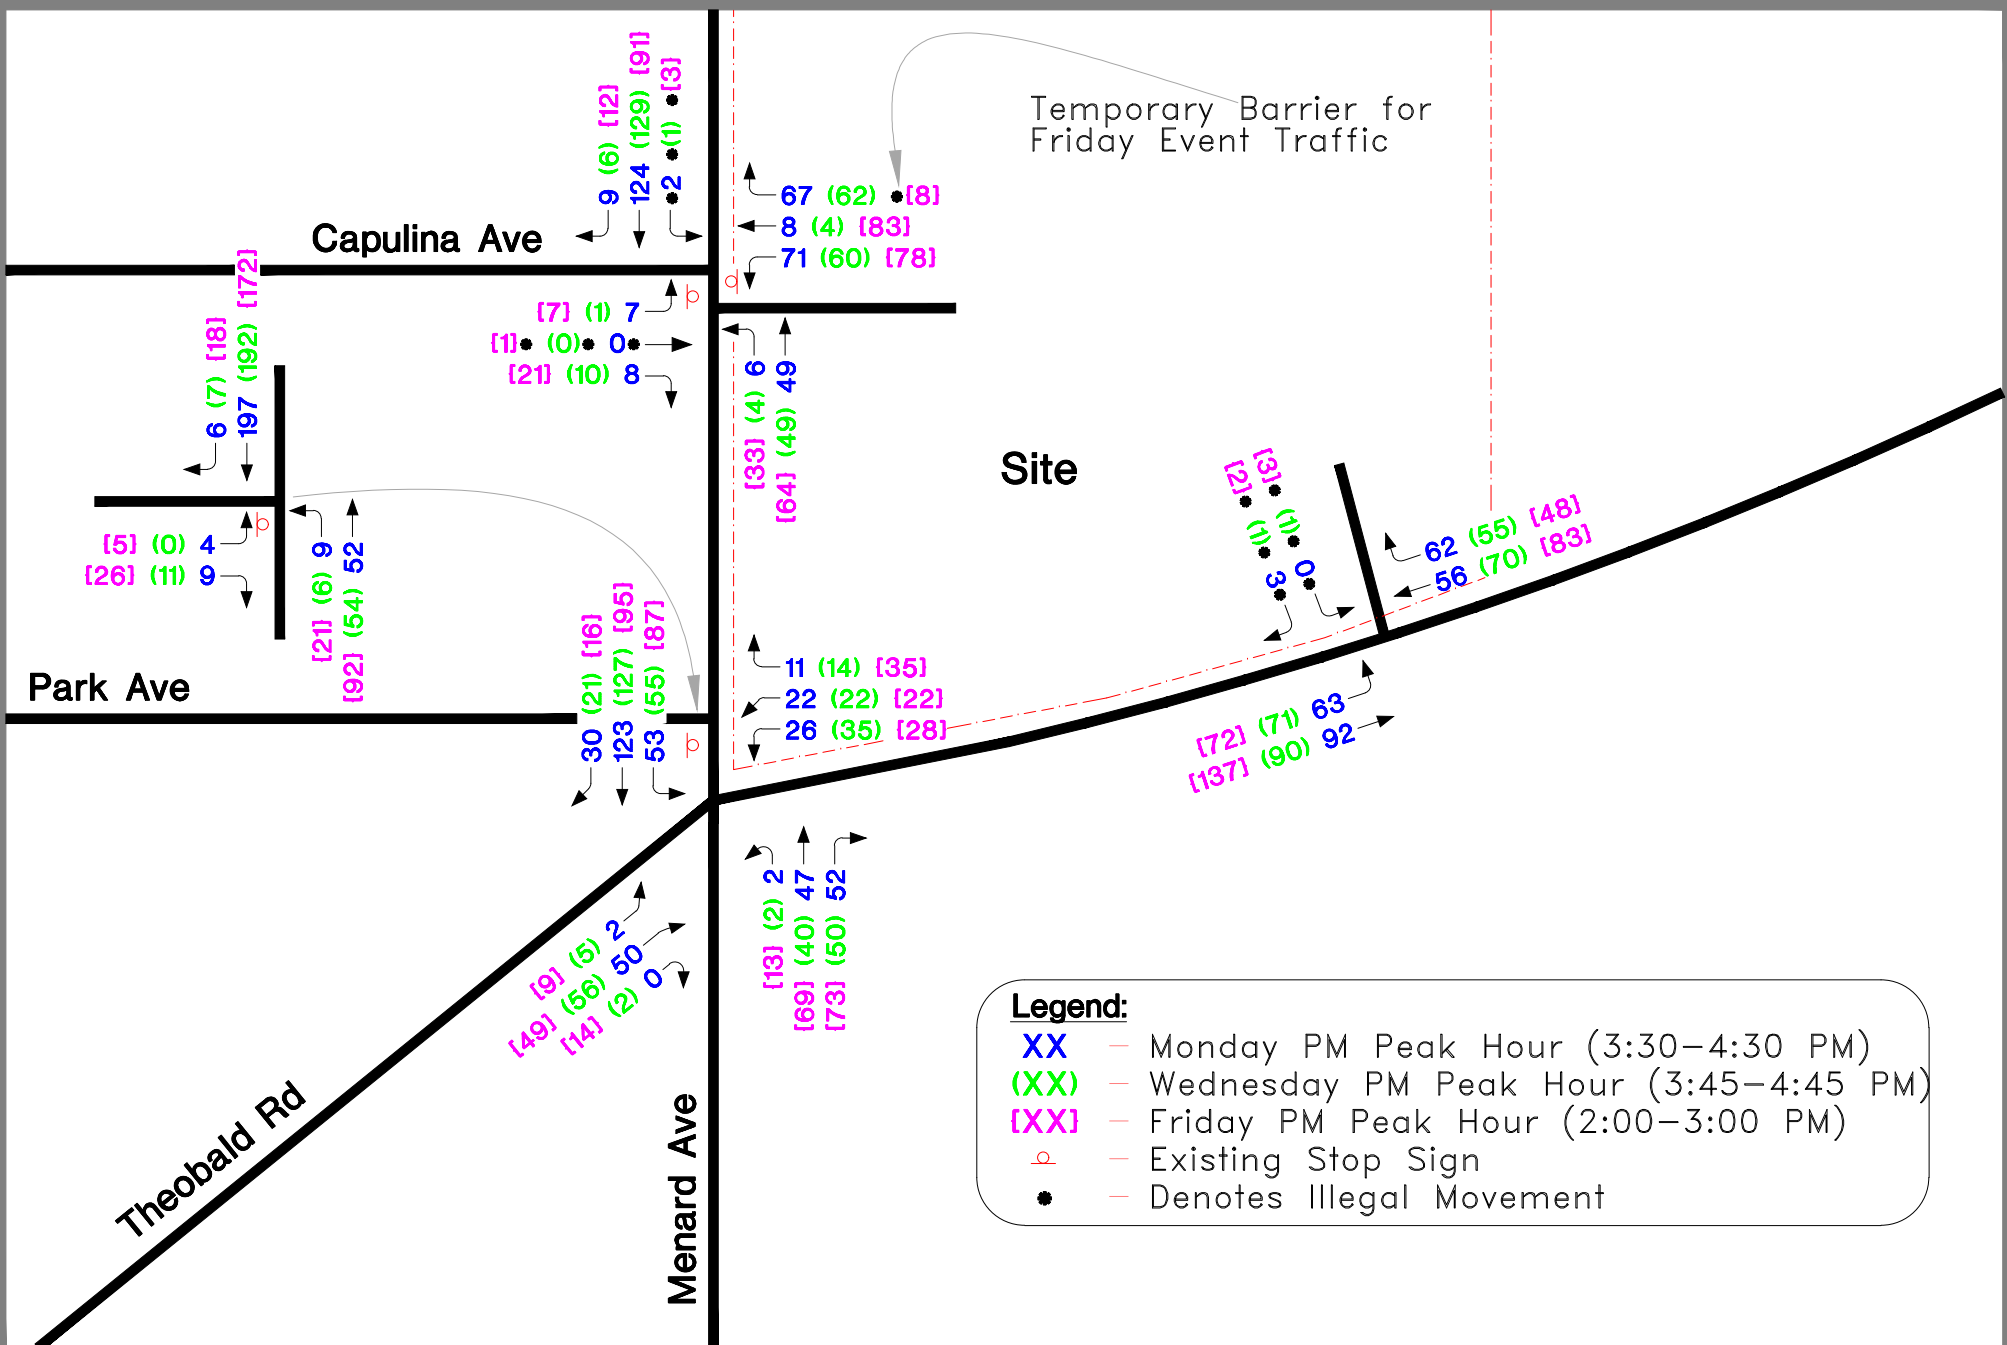 [91]
[3]
9 (6) [12]
124 (129)
2 (1)
Temporary Barrier for
Friday Event Traffic
67 (62) [8]
8 (4) [83]
71 (60) [78]
Capulina Ave
6 (7) [18]
197 (192) [172]
[7] (1) 7
[1] (0) 0
[21] (10) 8
[33] (4) 6
[64] (49) 49
Site
[2] (1) 3
[3] (1) 0
62 (55) [48]
56 (70) [83]
[5] (0) 4
[26] (11) 9
[21] (6) 9
[92] (54) 52
30 (21) [16]
123 (127) [95]
53 (55) [87]
11 (14) [35]
22 (22) [22]
26 (35) [28]
Park Ave
[72] (71) 63
[137] (90) 92
[13] (2) 2
[69] (40) 47
[73] (50) 52
[9] (5) 2
[49] (56) 50
[14] (2) 0
Theobald Rd
Menard Ave
Legend:
XX — Monday PM Peak Hour (3:30-4:30 PM)
(XX) — Wednesday PM Peak Hour (3:45-4:45 PM)
[XX] — Friday PM Peak Hour (2:00-3:00 PM)
— Existing Stop Sign
— Denotes Illegal Movement